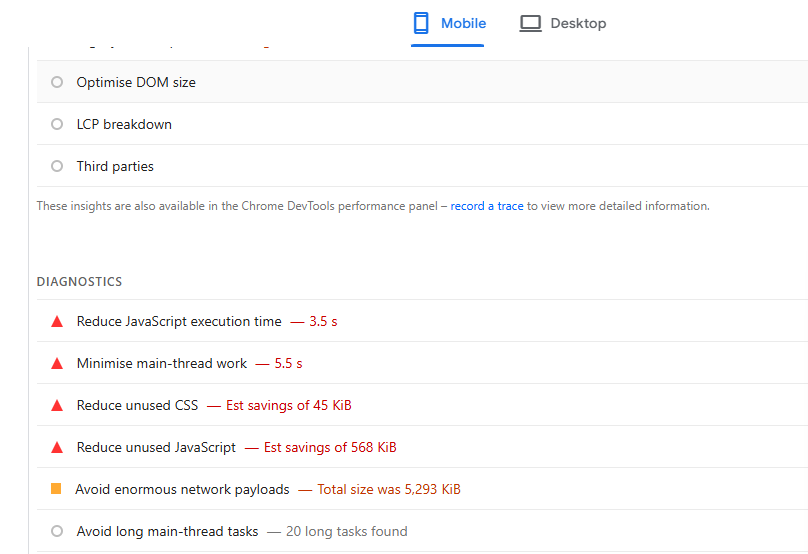 Mobile
Desktop
Optimise DOM size
LCP breakdown
Third parties
These insights are also available in the Chrome DevTools performance panel – record a trace to view more detailed information.
DIAGNOSTICS
Reduce JavaScript execution time — 3.5 s
Minimise main-thread work — 5.5 s
Reduce unused CSS — Est savings of 45 KiB
Reduce unused JavaScript — Est savings of 568 KiB
Avoid enormous network payloads — Total size was 5,293 KiB
Avoid long main-thread tasks — 20 long tasks found